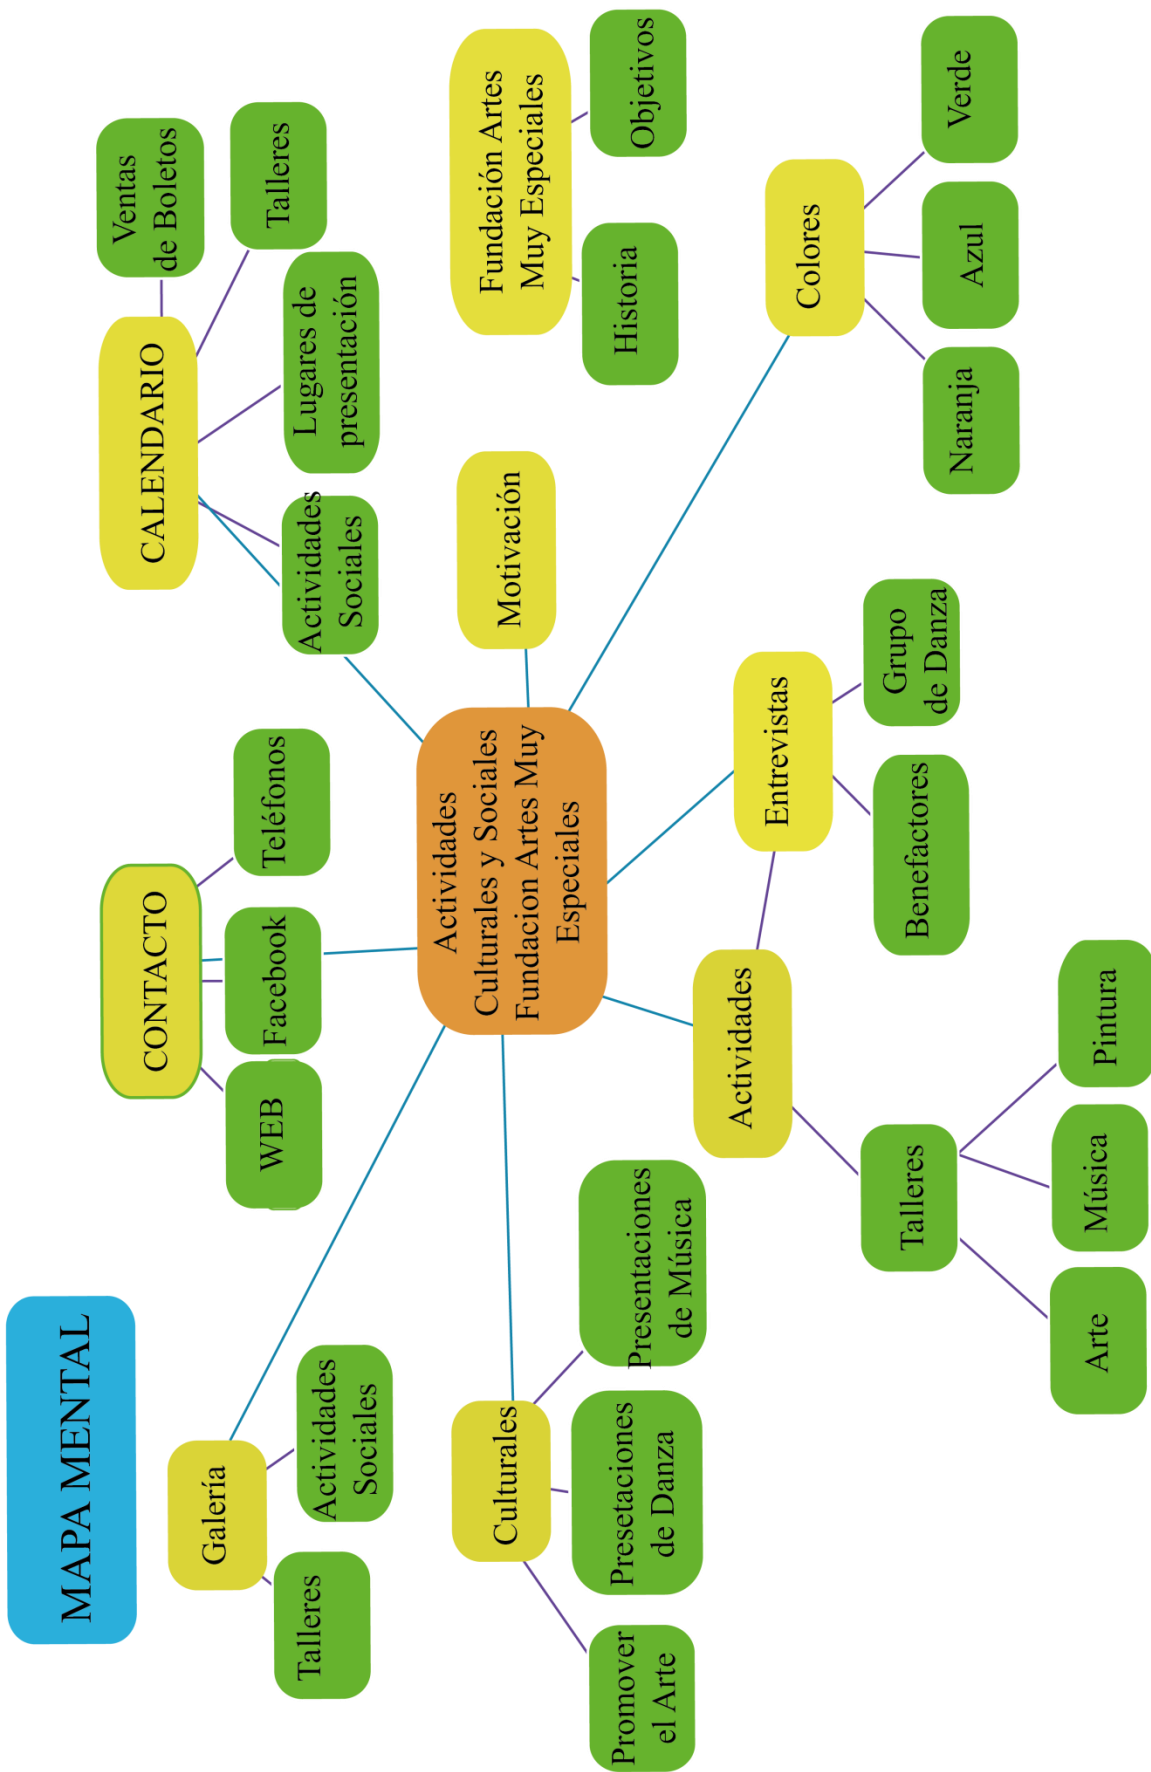 MAPA MENTAL
Galería
Talleres
Actividades
Sociales
CONTACTO
WEB
Facebook
Teléfonos
CALENDARIO
Actividades
Sociales
Lugares de
presentación
Talleres
Ventas
de Boletos
Culturales
Promover
el Arte
Presetaciones
de Danza
Presentaciones
de Música
Actividades
Culturales y Sociales
Fundacion Artes Muy
Especiales
Motivación
Fundación Artes
Muy Especiales
Historia
Objetivos
Actividades
Talleres
Arte
Música
Pintura
Entrevistas
Benefactores
Grupo
de Danza
Colores
Naranja
Azul
Verde